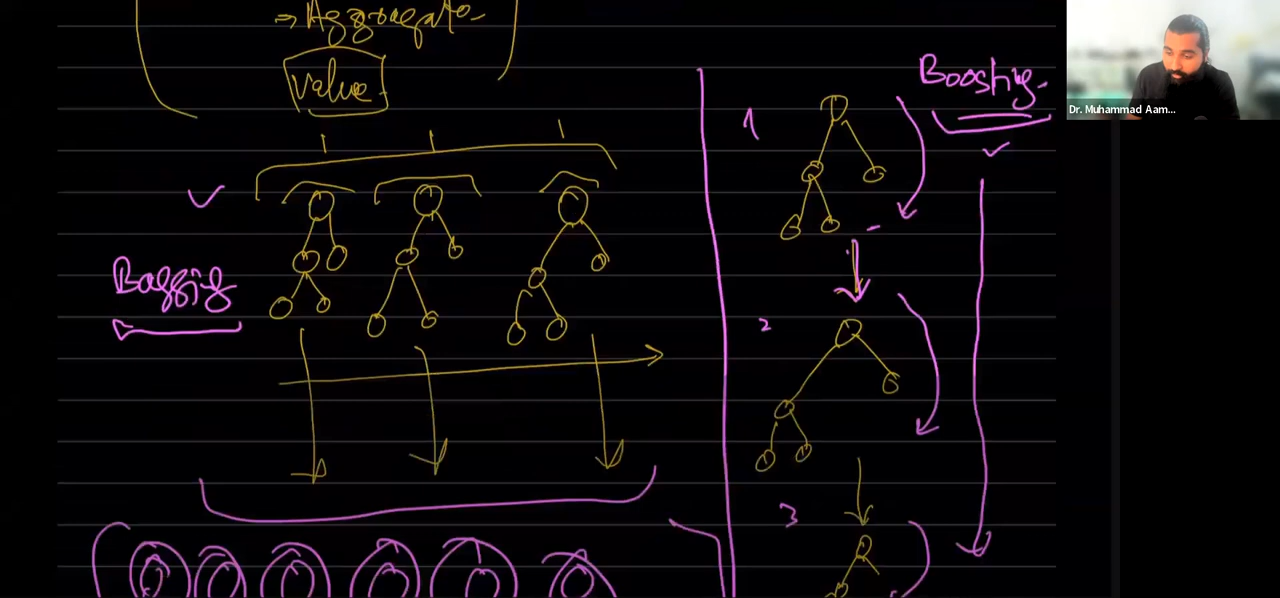 ⇒ Aggregate
Value
Bagging
Boosting
1
2
3
Dr. Muhammad Aam...